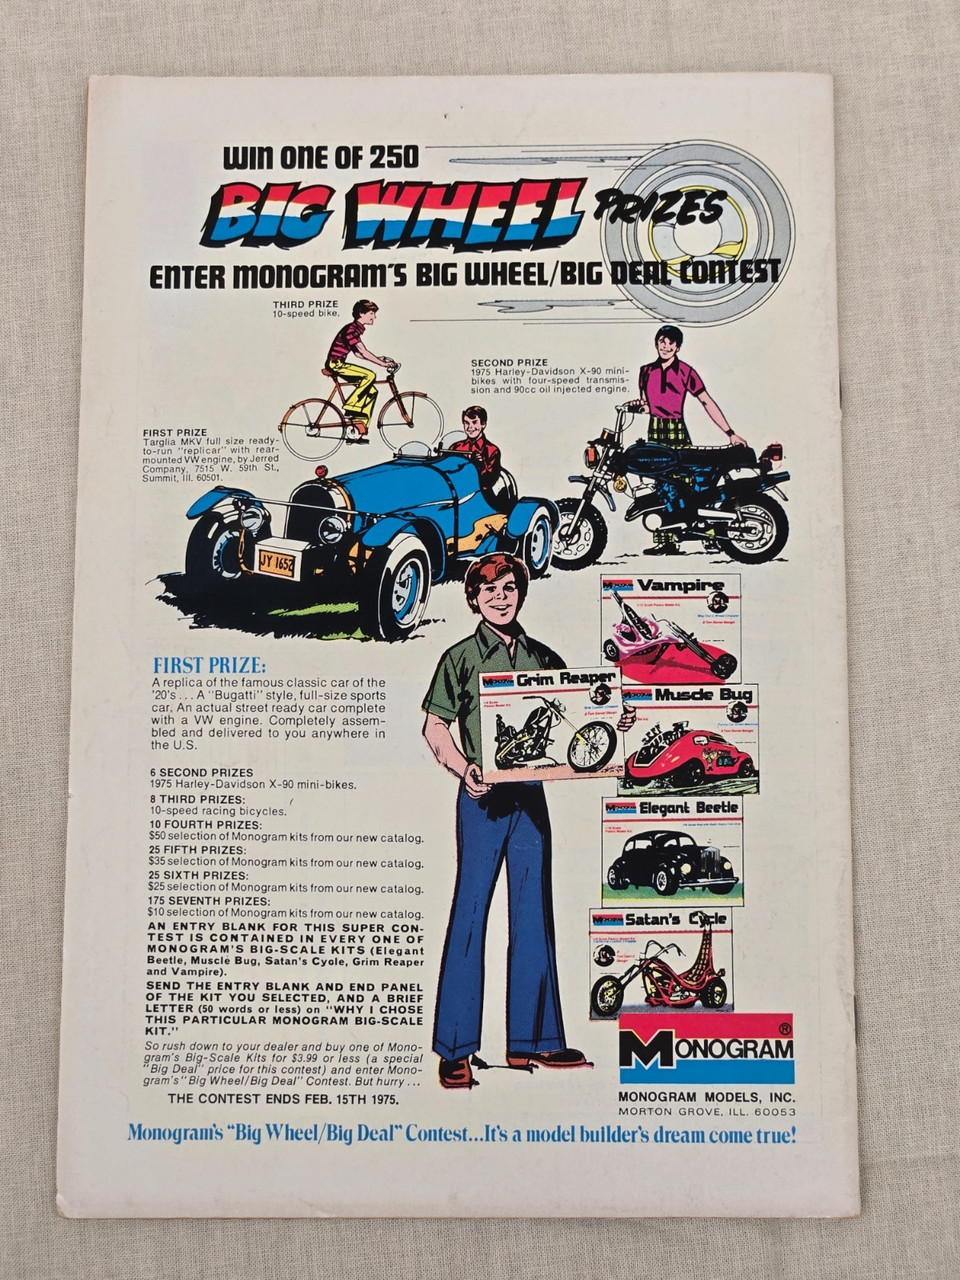 WIN ONE OF 250
BIG WHEEL PRIZES
ENTER MONOGRAM'S BIG WHEEL/BIG DEAL CONTEST
THIRD PRIZE
10-speed bike.
SECOND PRIZE
1975 Harley-Davidson X-90 mini-
bikes with four-speed transmis-
sion and 90cc oil injected engine.
FIRST PRIZE
Targlia MKV full size ready-
to-run "replicar" with rear-
mounted VW engine, by Jerred
Company, 7515 W. 59th St.,
Summit, Ill. 60501.
JY 1652
FIRST PRIZE:
A replica of the famous classic car of the
'20's . . . A "Bugatti" style, full-size sports
car. An actual street ready car complete
with a VW engine. Completely assem-
bled and delivered to you anywhere in
the U.S.
6 SECOND PRIZES
1975 Harley-Davidson X-90 mini-bikes.
8 THIRD PRIZES:
10-speed racing bicycles.
10 FOURTH PRIZES:
$50 selection of Monogram kits from our new catalog.
25 FIFTH PRIZES:
$35 selection of Monogram kits from our new catalog.
25 SIXTH PRIZES:
$25 selection of Monogram kits from our new catalog.
175 SEVENTH PRIZES:
$10 selection of Monogram kits from our new catalog.
AN ENTRY BLANK FOR THIS SUPER CON-
TEST IS CONTAINED IN EVERY ONE OF
MONOGRAM'S BIG-SCALE KITS (Elegant
Beetle, Muscle Bug, Satan's Cycle, Grim Reaper
and Vampire).
SEND THE ENTRY BLANK AND END PANEL
OF THE KIT YOU SELECTED, AND A BRIEF
LETTER (50 words or less) on "WHY I CHOSE
THIS PARTICULAR MONOGRAM BIG-SCALE
KIT."
So rush down to your dealer and buy one of Mono-
gram's Big-Scale Kits for $3.99 or less (a special
"Big Deal" price for this contest) and enter Mono-
gram's "Big Wheel/Big Deal" Contest. But hurry . . .
THE CONTEST ENDS FEB. 15TH 1975.
Vampire
Grim Reaper
Muscle Bug
Elegant Beetle
Satan's Cycle
MONOGRAM®
MONOGRAM MODELS, INC.
MORTON GROVE, ILL. 60053
Monogram's "Big Wheel/Big Deal" Contest...It's a model builder's dream come true!